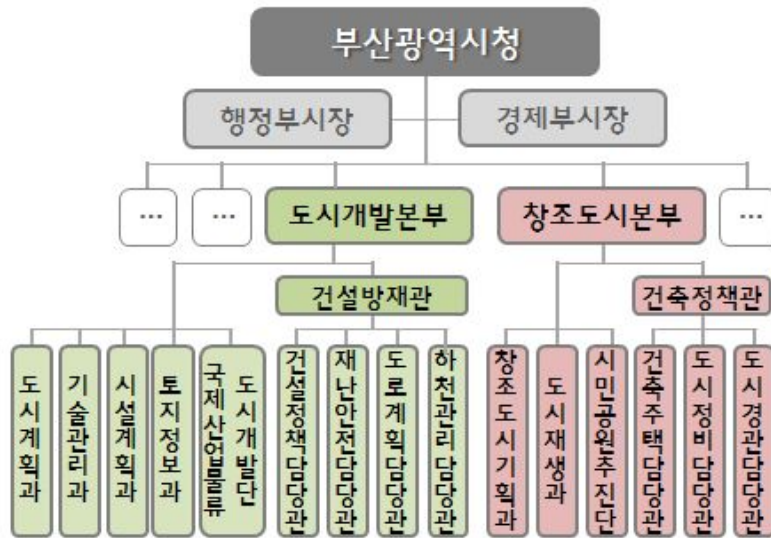 부산광역시청
행정부시장
경제부시장
...
...
도시개발본부
창조도시본부
...
건설방재관
건축정책관
도시계획과
기술관리과
시설계획과
토지정보과
국제산업물류
도시개발단
건설정책담당관
재난안전담당관
도로계획담당관
하천관리담당관
창조도시기획과
도시재생과
시민공원추진단
건축주택담당관
도시정비담당관
도시경관담당관